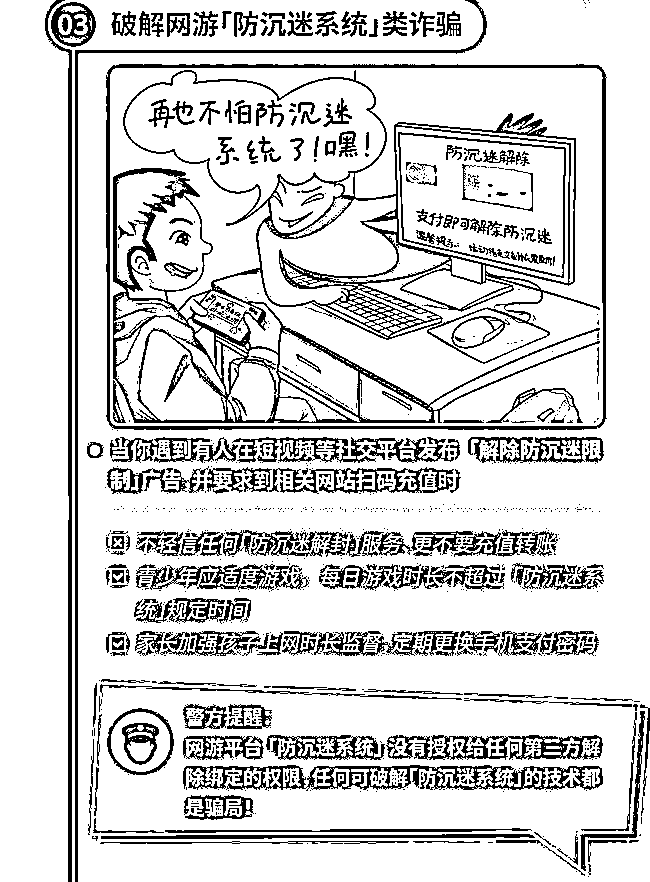 03 破解网游「防沉迷系统」类诈骗
再也不怕防沉迷
系统了!嘿!
防沉迷解除
支付即可解除防沉迷
当你遇到有人在短视频等社交平台发布「解除防沉迷限
制」广告,并要求到相关网站扫码充值时
不轻信任何「防沉迷解封」服务,更不要充值转账
青少年应适度游戏,每日游戏时长不超过「防沉迷系
统」规定时间
家长加强孩子上网时长监督,定期更换手机支付密码
警方提醒:
网游平台「防沉迷系统」没有授权给任何第三方解
除绑定的权限,任何可破解「防沉迷系统」的技术都
是骗局!